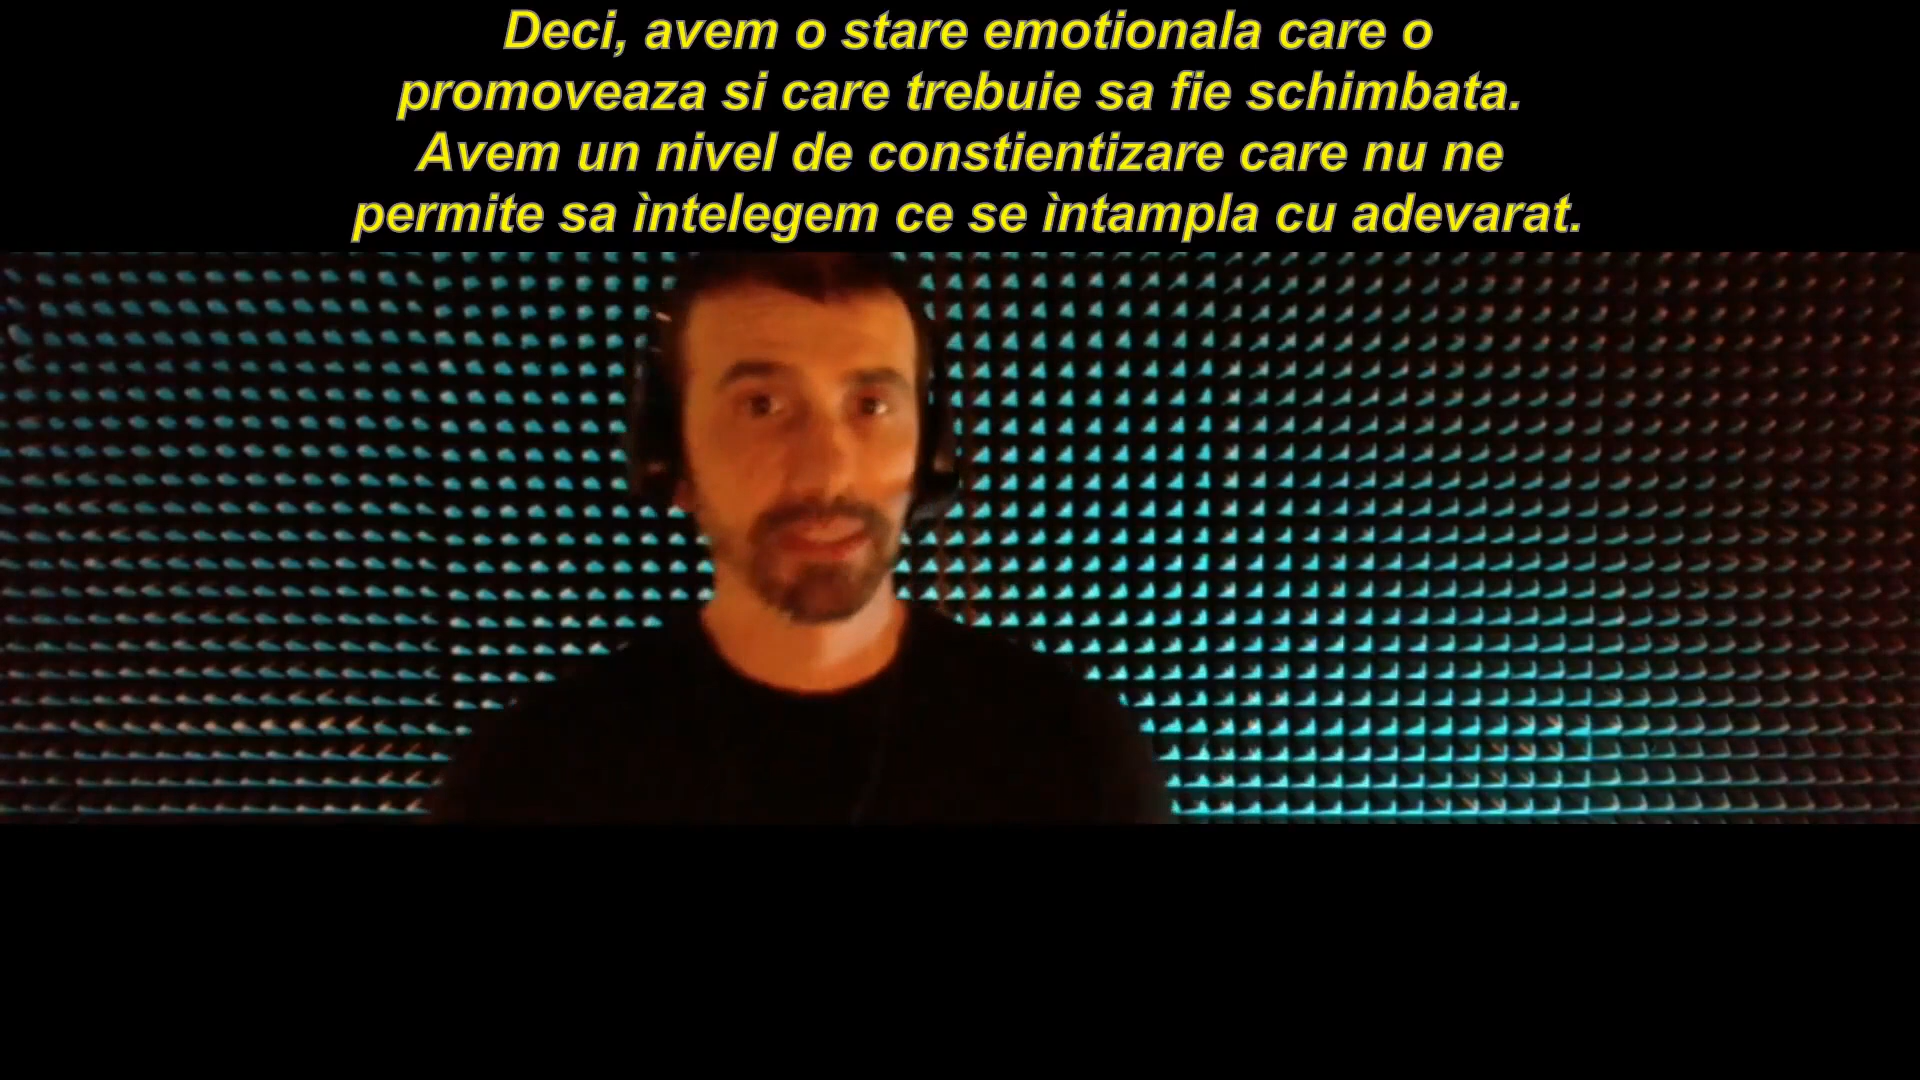 Deci, avem o stare emotionala care o
promoveaza si care trebuie sa fie schimbata.
Avem un nivel de constientizare care nu ne
permite sa ìntelegem ce se ìntampla cu adevarat.